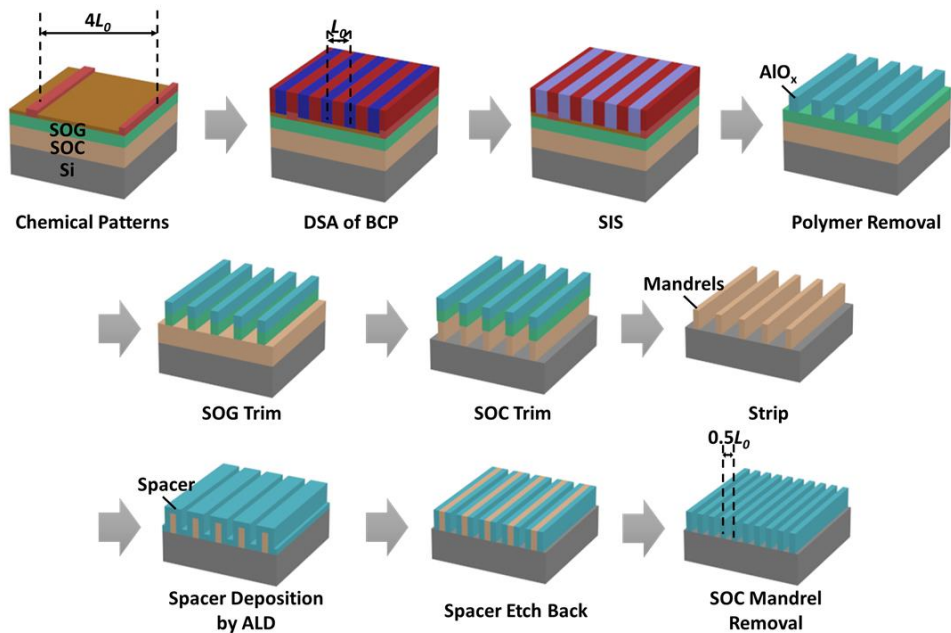 4L₀
L₀
SOG
SOC
Si
AlOₓ
Chemical Patterns
DSA of BCP
SIS
Polymer Removal
Mandrels
SOG Trim
SOC Trim
Strip
0.5L₀
Spacer
Spacer Deposition
by ALD
Spacer Etch Back
SOC Mandrel
Removal